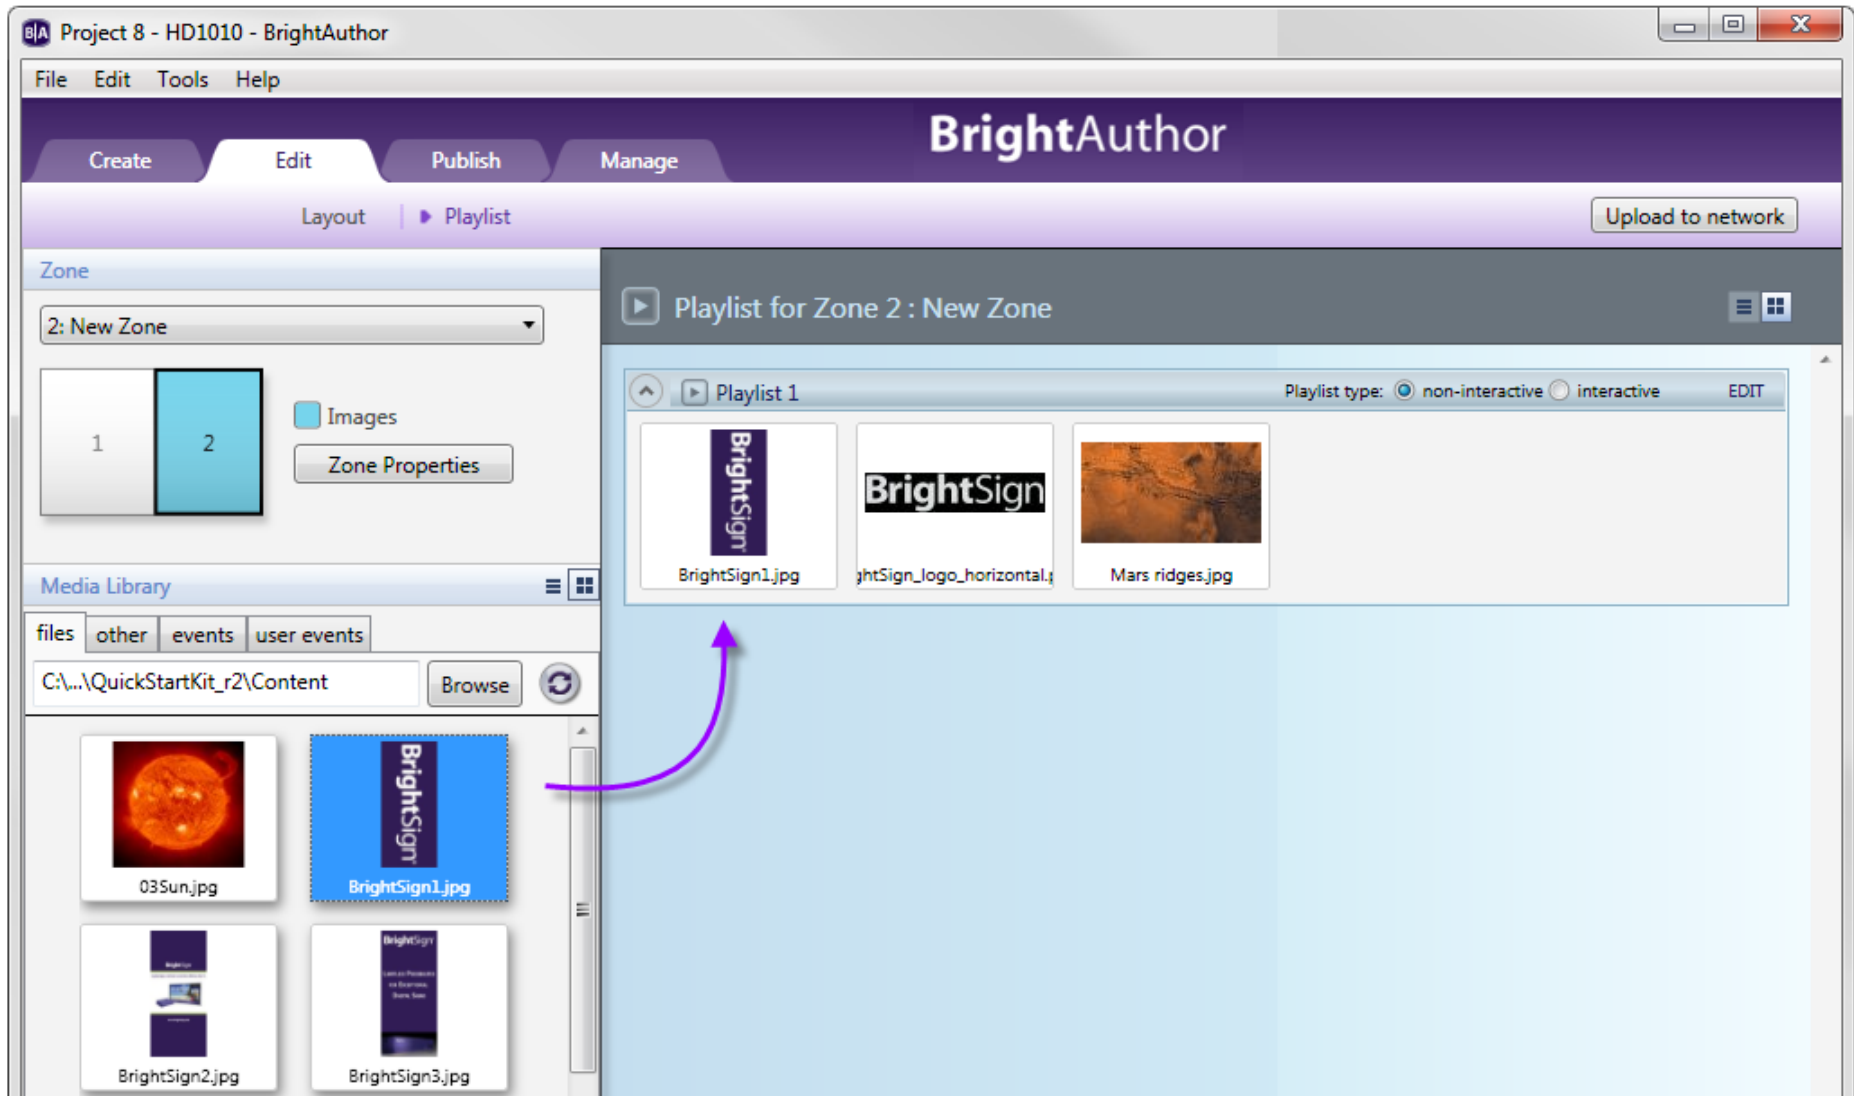 B|A Project 8 - HD1010 - BrightAuthor
File Edit Tools Help
BrightAuthor
Create Edit Publish Manage
Layout Playlist
Upload to network
Zone
2: New Zone
1 2
Images
Zone Properties
Playlist for Zone 2 : New Zone
Playlist 1
Playlist type: non-interactive interactive EDIT
BrightSign
BrightSign
BrightSign1.jpg
ghtSign_logo_horizontal.p
Mars ridges.jpg
Media Library
files other events user events
C:\...\QuickStartKit_r2\Content
Browse
BrightSign
03Sun.jpg
BrightSign1.jpg
BrightSign
BrightSign
BrightSign2.jpg
BrightSign3.jpg